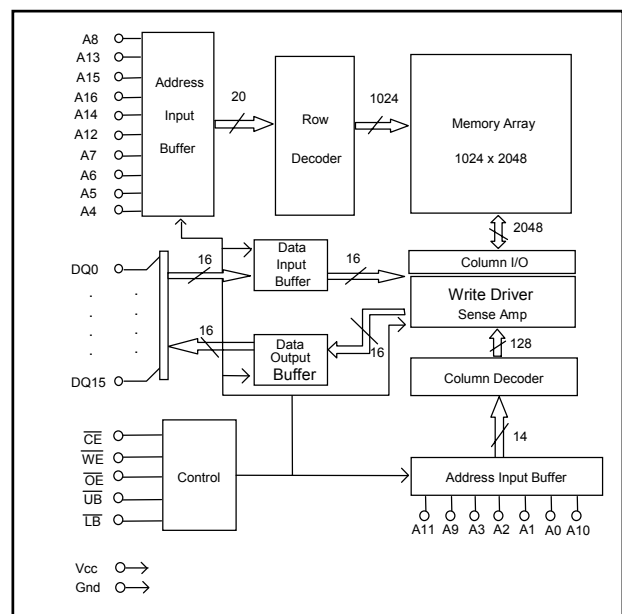 A8
A13
A15
A16
A14
A12
A7
A6
A5
A4
Address
Input
Buffer
20
Row
Decoder
1024
Memory Array
1024 x 2048
2048
DQ0
DQ15
16
Data
Input
Buffer
16
Column I/O
Write Driver
Sense Amp
16
Data
Output
Buffer
16
128
Column Decoder
14
CE
WE
OE
UB
LB
Control
Address Input Buffer
A11 A9 A3 A2 A1 A0 A10
Vcc
Gnd